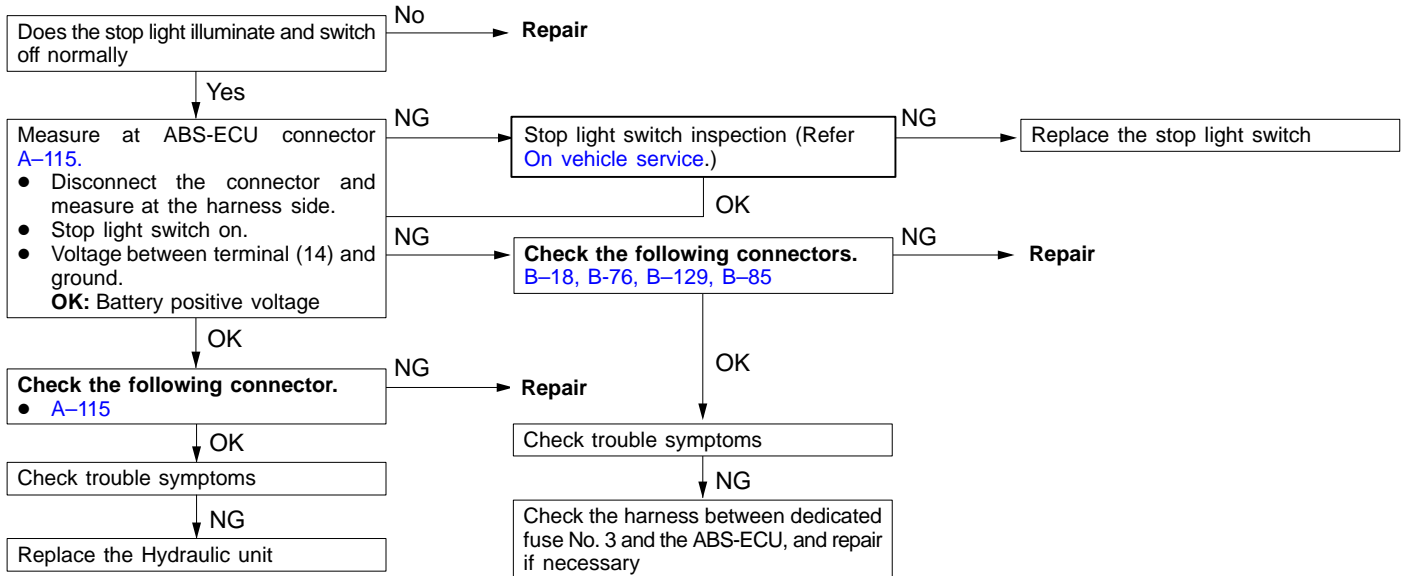 Does the stop light illuminate and switch
off normally
No
Repair
Yes
Measure at ABS-ECU connector
A–115.
● Disconnect the connector and
measure at the harness side.
● Stop light switch on.
● Voltage between terminal (14) and
ground.
OK: Battery positive voltage
NG
Stop light switch inspection (Refer
On vehicle service.)
NG
Replace the stop light switch
OK
NG
Check the following connectors.
B–18, B-76, B–129, B–85
NG
Repair
OK
Check the following connector.
● A–115
NG
Repair
OK
OK
Check trouble symptoms
Check trouble symptoms
NG
NG
Replace the Hydraulic unit
Check the harness between dedicated
fuse No. 3 and the ABS-ECU, and repair
if necessary